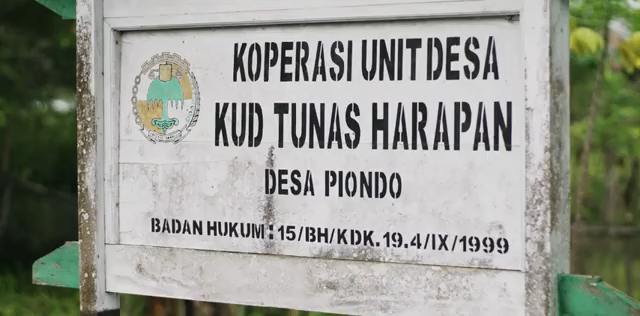 KOPERASI UNIT DESA
KUD TUNAS HARAPAN
DESA PIONDO
BADAN HUKUM : 15/BH/KDK.19.4/IX/1999